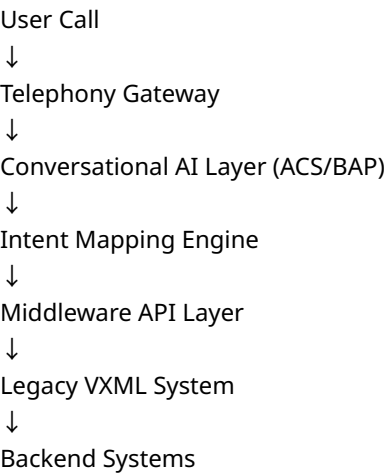 User Call
↓
Telephony Gateway
↓
Conversational AI Layer (ACS/BAP)
↓
Intent Mapping Engine
↓
Middleware API Layer
↓
Legacy VXML System
↓
Backend Systems